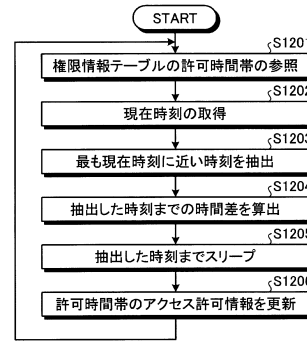 START
S1201
権限情報テーブルの許可時間帯の参照
S1202
現在時刻の取得
S1203
最も現在時刻に近い時刻を抽出
S1204
抽出した時刻までの時間差を算出
S1205
抽出した時刻までスリープ
S1206
許可時間帯のアクセス許可情報を更新